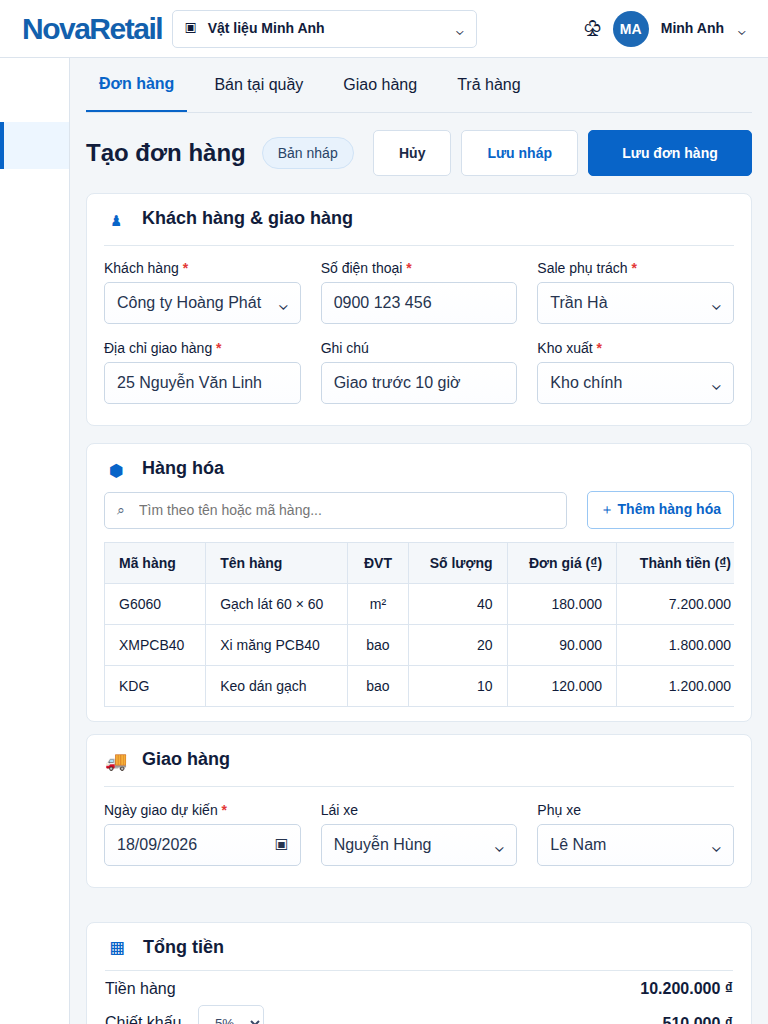 NovaRetail Vật liệu Minh Anh MA Minh Anh
Đơn hàng Bán tại quầy Giao hàng Trả hàng
Tạo đơn hàng Bản nháp Hủy Lưu nháp Lưu đơn hàng
Khách hàng & giao hàng
Khách hàng * Số điện thoại * Sale phụ trách *
Công ty Hoàng Phát 0900 123 456 Trần Hà
Địa chỉ giao hàng * Ghi chú Kho xuất *
25 Nguyễn Văn Linh Giao trước 10 giờ Kho chính
Hàng hóa
Tìm theo tên hoặc mã hàng... + Thêm hàng hóa
Mã hàng Tên hàng ĐVT Số lượng Đơn giá (₫) Thành tiền (₫)
G6060 Gạch lát 60 × 60 m² 40 180.000 7.200.000
XMPCB40 Xi măng PCB40 bao 20 90.000 1.800.000
KDG Keo dán gạch bao 10 120.000 1.200.000
Giao hàng
Ngày giao dự kiến * Lái xe Phụ xe
18/09/2026 Nguyễn Hùng Lê Nam
Tổng tiền
Tiền hàng 10.200.000 ₫
Chiết khấu 5% 510.000 ₫